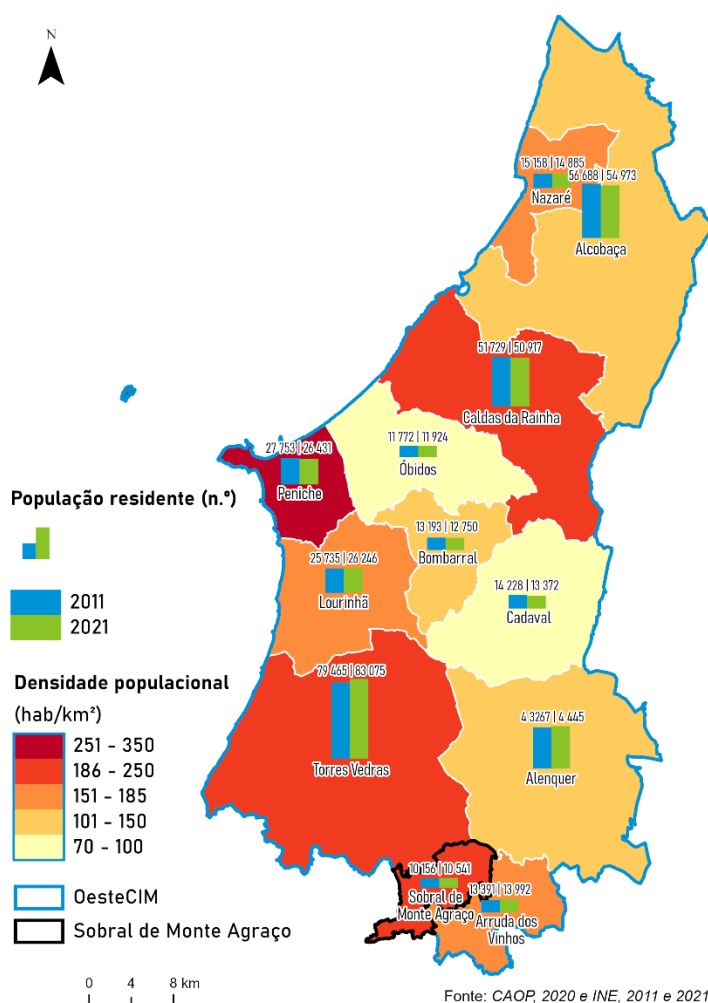 N
15 158 | 14 885
Nazaré
56 688 | 54 973
Alcobaça
51 729 | 50 917
Caldas da Rainha
11 772 | 11 924
Óbidos
27 753 | 26 431
Peniche
13 193 | 12 750
Bombarral
25 735 | 26 246
Lourinhã
14 228 | 13 372
Cadaval
79 465 | 83 075
Torres Vedras
4 3267 | 4 445
Alenquer
10 156 | 10 541
Sobral de
Monte Agraço
13 391 | 13 992
Arruda dos
Vinhos
População residente (n.º)
2011
2021
Densidade populacional
(hab/km²)
251 - 350
186 - 250
151 - 185
101 - 150
70 - 100
OesteCIM
Sobral de Monte Agraço
0 4 8 km
Fonte: CAOP, 2020 e INE, 2011 e 2021